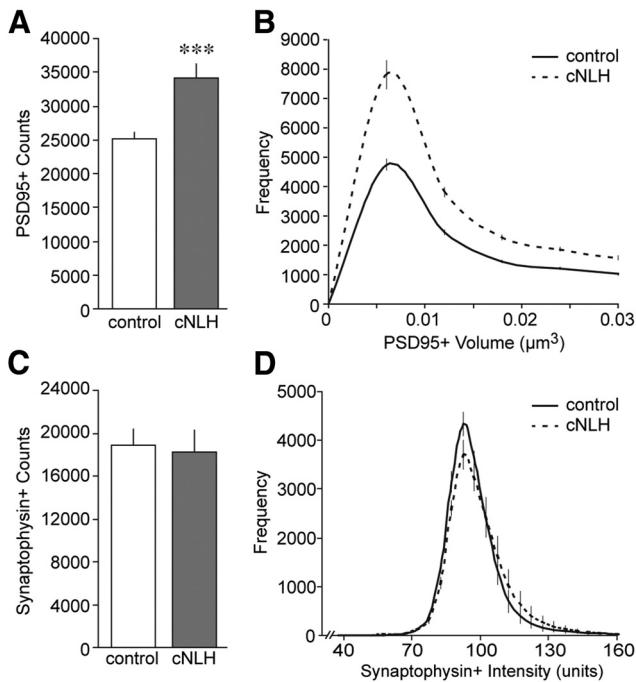 A
***
PSD95+ Counts
40000
35000
30000
25000
20000
15000
10000
5000
0
control cNLH
B
control
cNLH
Frequency
9000
8000
7000
6000
5000
4000
3000
2000
1000
0
0 0.01 0.02 0.03
PSD95+ Volume (µm³)
C
Synaptophysin+ Counts
24000
20000
16000
12000
8000
4000
0
control cNLH
D
control
cNLH
Frequency
5000
4000
3000
2000
1000
0
40 70 100 130 160
Synaptophysin+ Intensity (units)